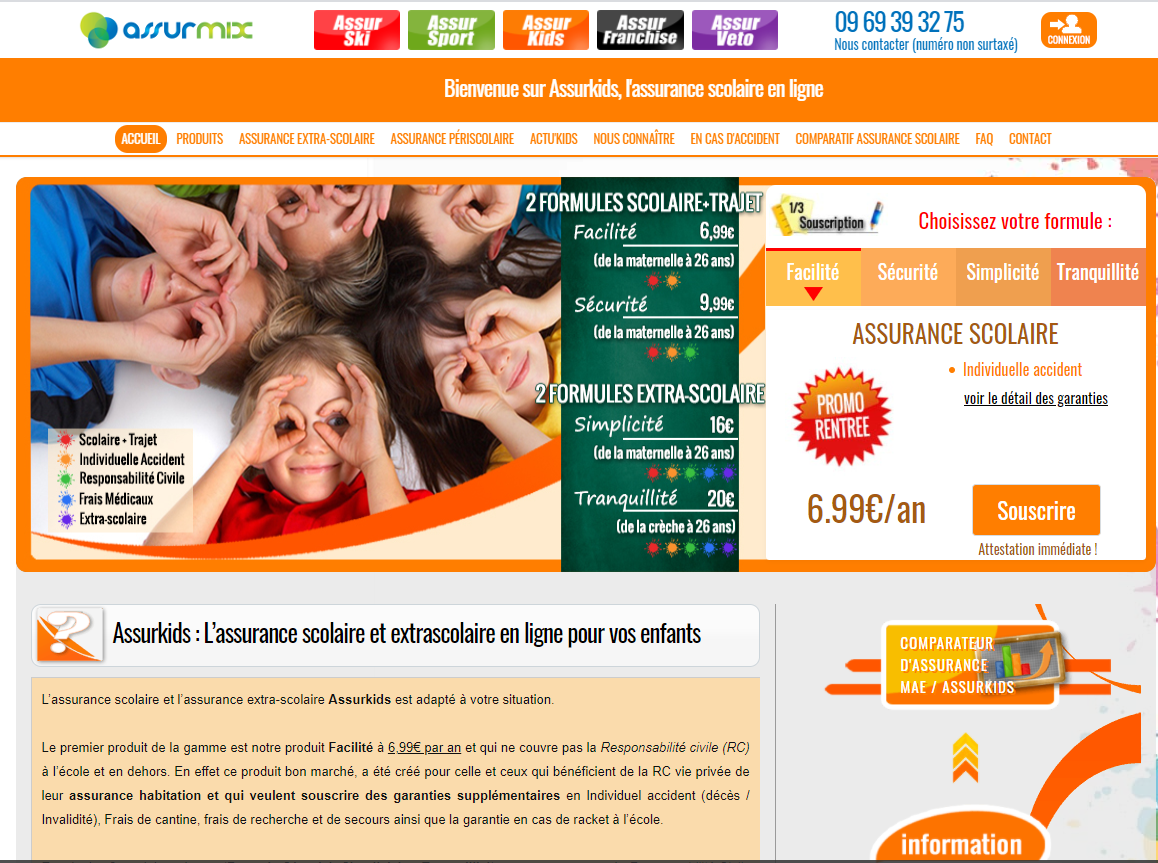 assurmix
Assur
Ski
Assur
Sport
Assur
Kids
Assur
Franchise
Assur
Veto
09 69 39 32 75
Nous contacter (numéro non surtaxé)
CONNEXION
Bienvenue sur Assurkids, l'assurance scolaire en ligne
ACCUEIL PRODUITS ASSURANCE EXTRA-SCOLAIRE ASSURANCE PÉRISCOLAIRE ACTU'KIDS NOUS CONNAÎTRE EN CAS D'ACCIDENT COMPARATIF ASSURANCE SCOLAIRE FAQ CONTACT
Scolaire + Trajet
Individuelle Accident
Responsabilité Civile
Frais Médicaux
Extra-scolaire
2 FORMULES SCOLAIRE+TRAJET
Facilité 6,99€
(de la maternelle à 26 ans)
Sécurité 9,99€
(de la maternelle à 26 ans)
2 FORMULES EXTRA-SCOLAIRE
Simplicité 16€
(de la maternelle à 26 ans)
Tranquillité 20€
(de la crèche à 26 ans)
1/3
Souscription
Choisissez votre formule :
Facilité Sécurité Simplicité Tranquillité
ASSURANCE SCOLAIRE
• Individuelle accident
voir le détail des garanties
PROMO
RENTREE
6.99€/an
Souscrire
Attestation immédiate !
Assurkids : L'assurance scolaire et extrascolaire en ligne pour vos enfants
L'assurance scolaire et l'assurance extra-scolaire Assurkids est adapté à votre situation.
Le premier produit de la gamme est notre produit Facilité à 6,99€ par an et qui ne couvre pas la Responsabilité civile (RC)
à l'école et en dehors. En effet ce produit bon marché, a été créé pour celle et ceux qui bénéficient de la RC vie privée de
leur assurance habitation et qui veulent souscrire des garanties supplémentaires en Individuel accident (décès /
Invalidité), Frais de cantine, frais de recherche et de secours ainsi que la garantie en cas de racket à l'école.
COMPARATEUR
D'ASSURANCE
MAE / ASSURKIDS
information